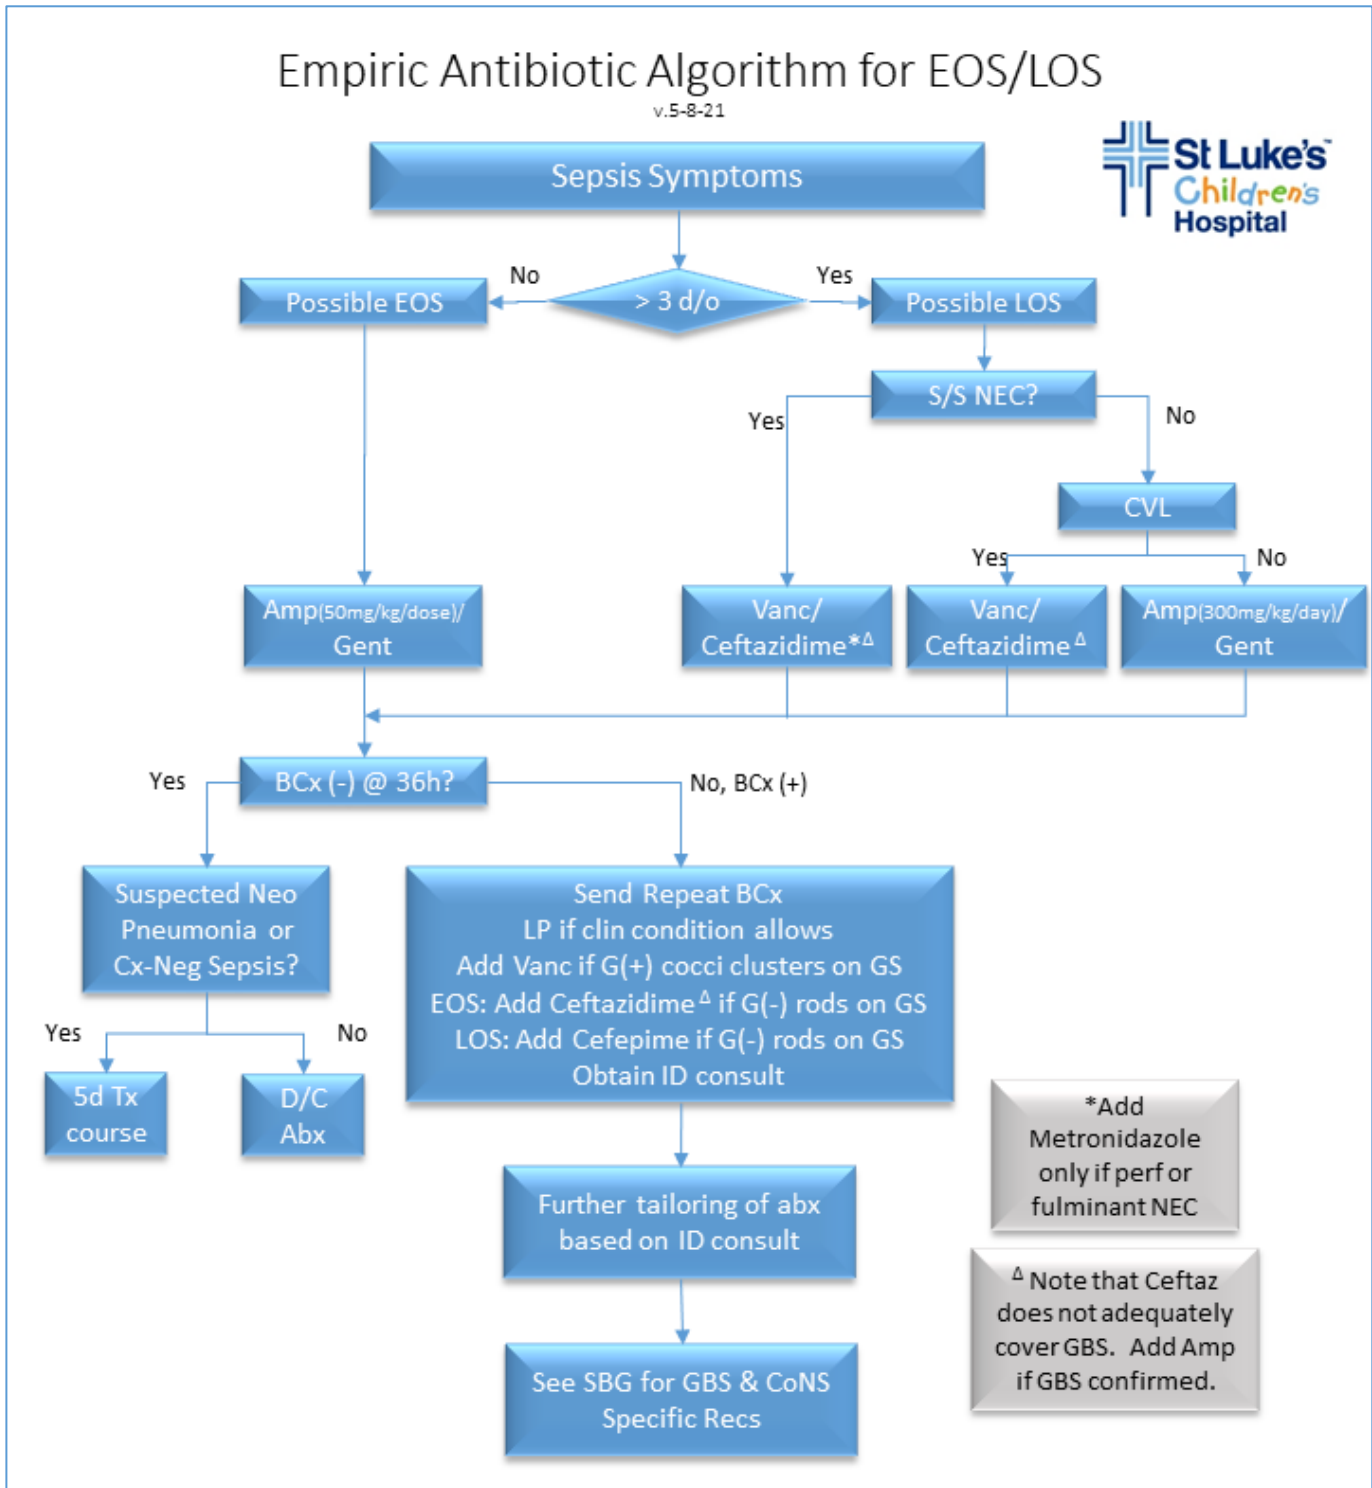 Empiric Antibiotic Algorithm for EOS/LOS
v.5-8-21
St Luke's™
Children's
Hospital
Sepsis Symptoms
No
Yes
Possible EOS
> 3 d/o
Possible LOS
S/S NEC?
Yes
No
CVL
Yes
No
Amp(50mg/kg/dose)/
Gent
Vanc/
Ceftazidime*Δ
Vanc/
Ceftazidime Δ
Amp(300mg/kg/day)/
Gent
BCx (-) @ 36h?
Yes
No, BCx (+)
Suspected Neo
Pneumonia or
Cx-Neg Sepsis?
Yes
No
5d Tx
course
D/C
Abx
Send Repeat BCx
LP if clin condition allows
Add Vanc if G(+) cocci clusters on GS
EOS: Add Ceftazidime Δ if G(-) rods on GS
LOS: Add Cefepime if G(-) rods on GS
Obtain ID consult
Further tailoring of abx
based on ID consult
See SBG for GBS & CoNS
Specific Recs
*Add
Metronidazole
only if perf or
fulminant NEC
Δ Note that Ceftaz
does not adequately
cover GBS. Add Amp
if GBS confirmed.